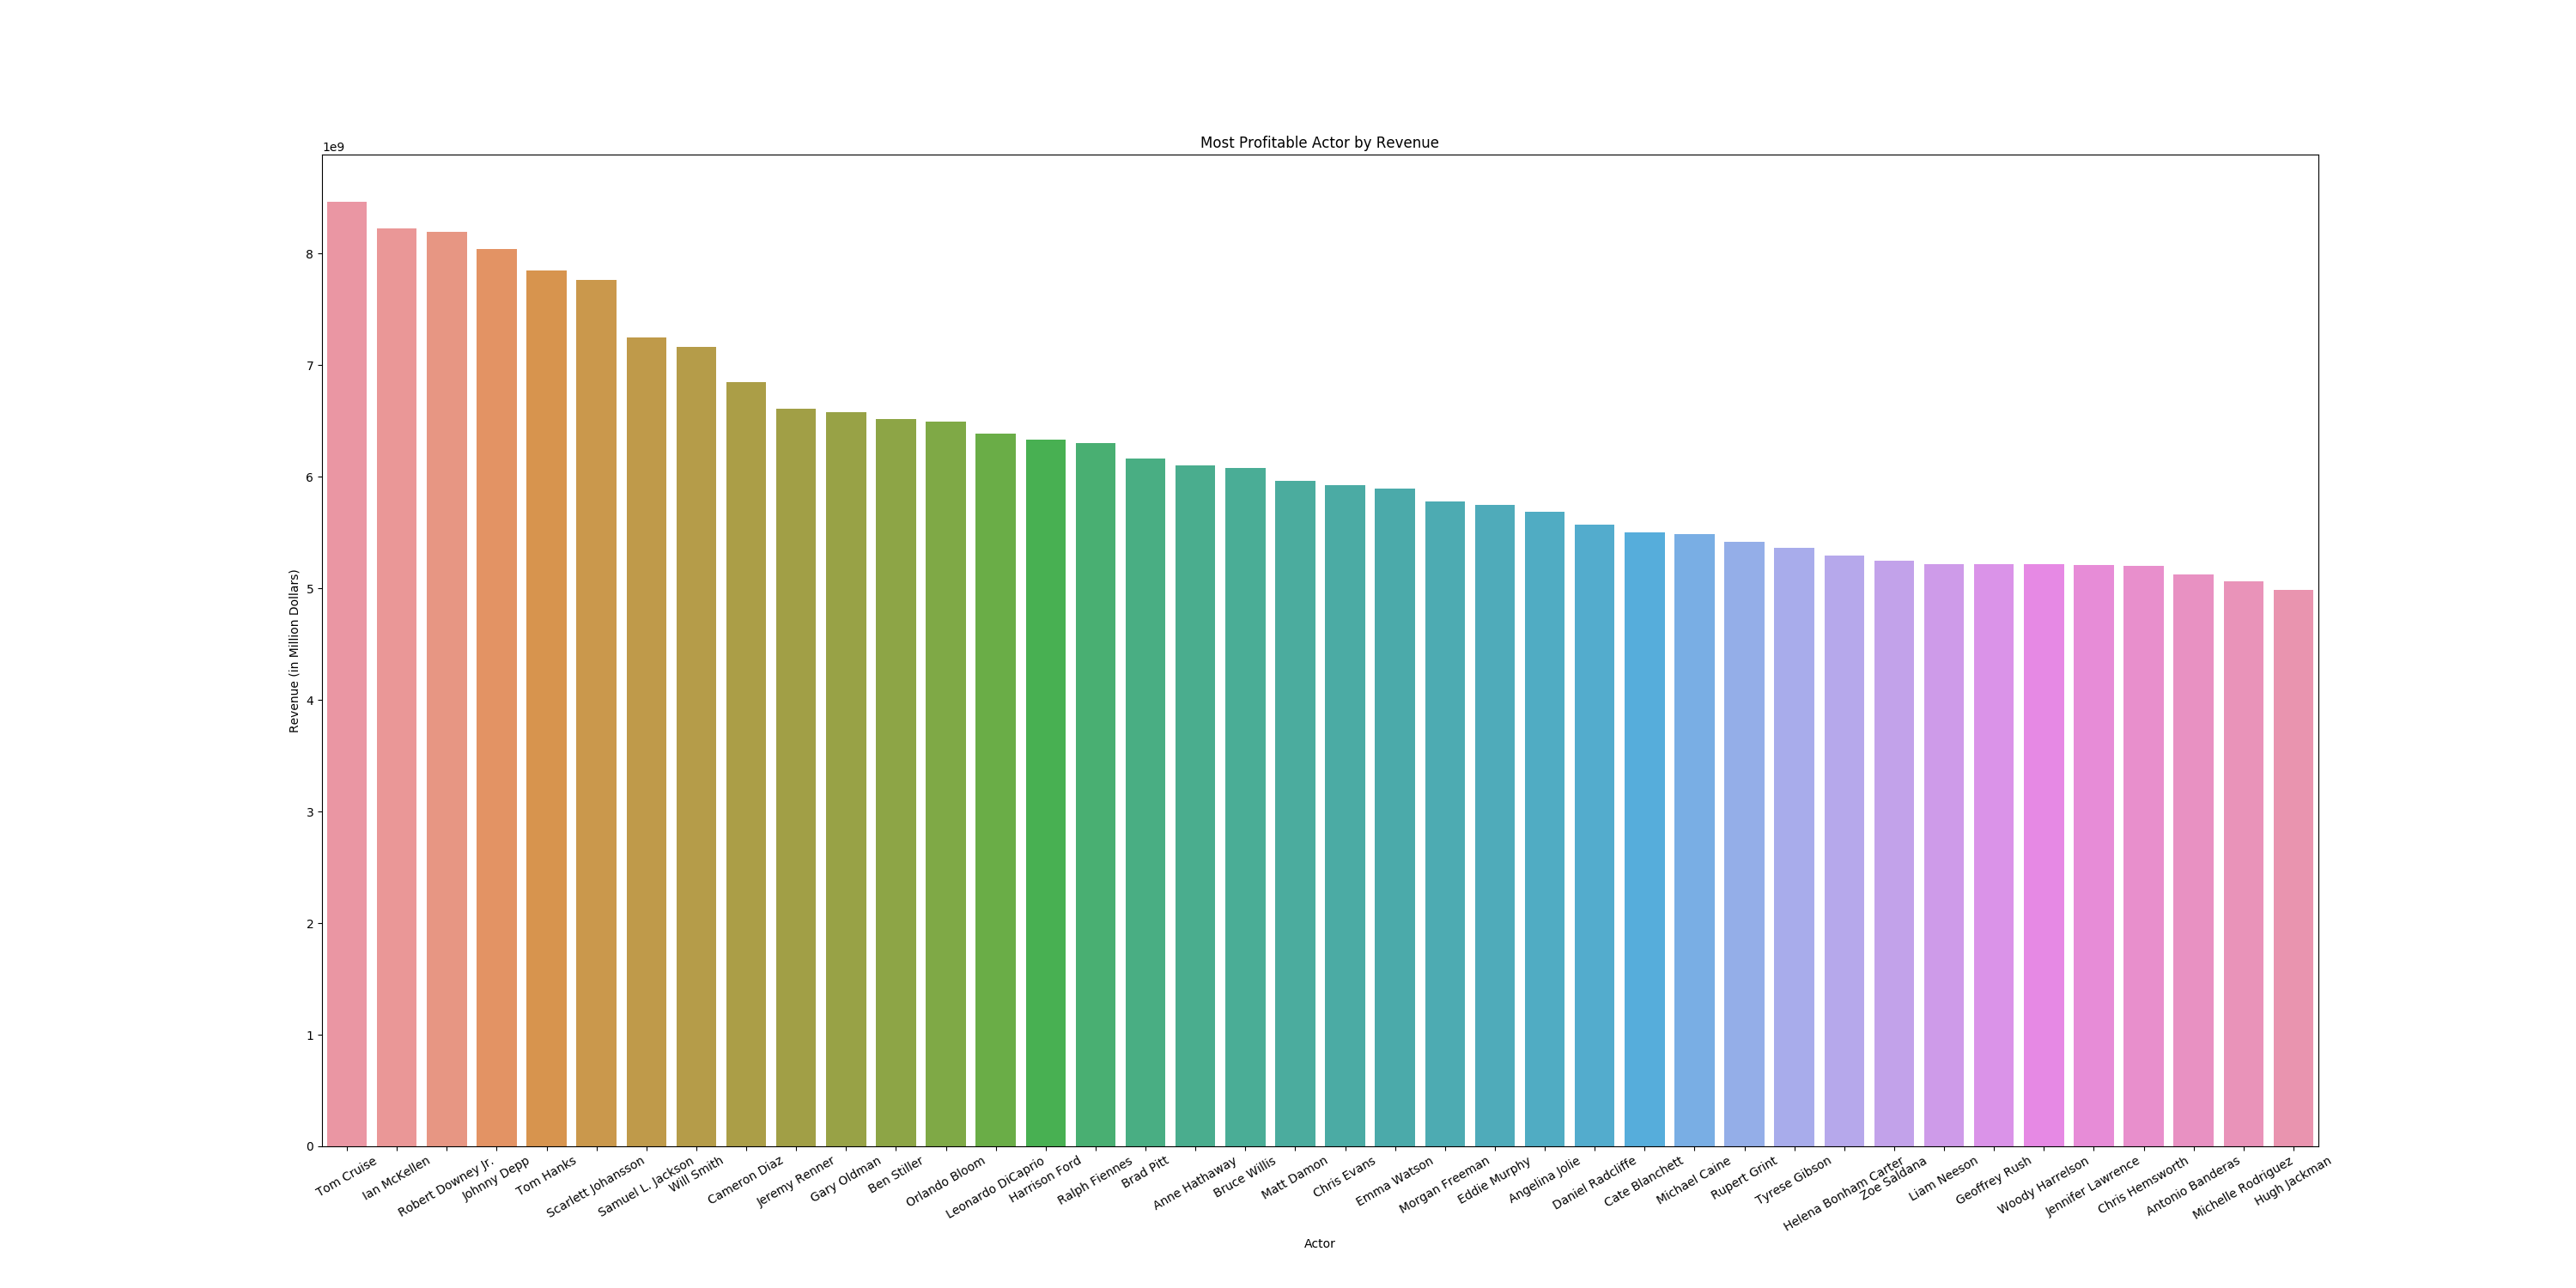 Most Profitable Actor by Revenue
1e9
8
7
6
5
4
3
2
1
0
Revenue (in Million Dollars)
Tom Cruise
Ian McKellen
Robert Downey Jr.
Johnny Depp
Tom Hanks
Scarlett Johansson
Samuel L. Jackson
Will Smith
Cameron Diaz
Jeremy Renner
Gary Oldman
Ben Stiller
Orlando Bloom
Leonardo DiCaprio
Harrison Ford
Ralph Fiennes
Brad Pitt
Anne Hathaway
Bruce Willis
Matt Damon
Chris Evans
Emma Watson
Morgan Freeman
Eddie Murphy
Angelina Jolie
Daniel Radcliffe
Cate Blanchett
Michael Caine
Rupert Grint
Tyrese Gibson
Helena Bonham Carter
Zoe Saldana
Liam Neeson
Geoffrey Rush
Woody Harrelson
Jennifer Lawrence
Chris Hemsworth
Antonio Banderas
Michelle Rodriguez
Hugh Jackman
Actor